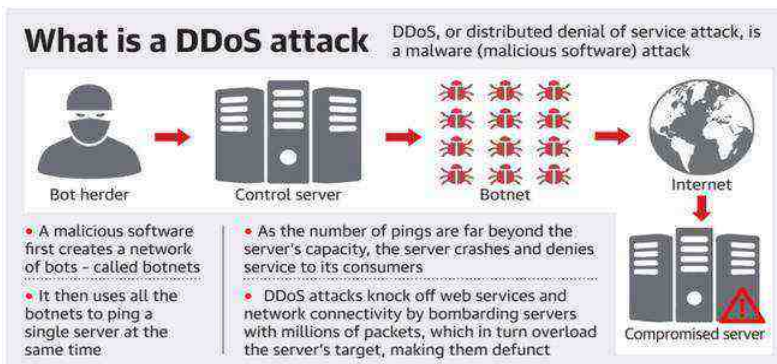 What is a DDoS attack
DDoS, or distributed denial of service attack, is
a malware (malicious software) attack
Bot herder
Control server
Botnet
Internet
Compromised server
• A malicious software
first creates a network
of bots – called botnets
• It then uses all the
botnets to ping a
single server at the
same time
• As the number of pings are far beyond the
server's capacity, the server crashes and denies
service to its consumers
• DDoS attacks knock off web services and
network connectivity by bombarding servers
with millions of packets, which in turn overload
the server's target, making them defunct